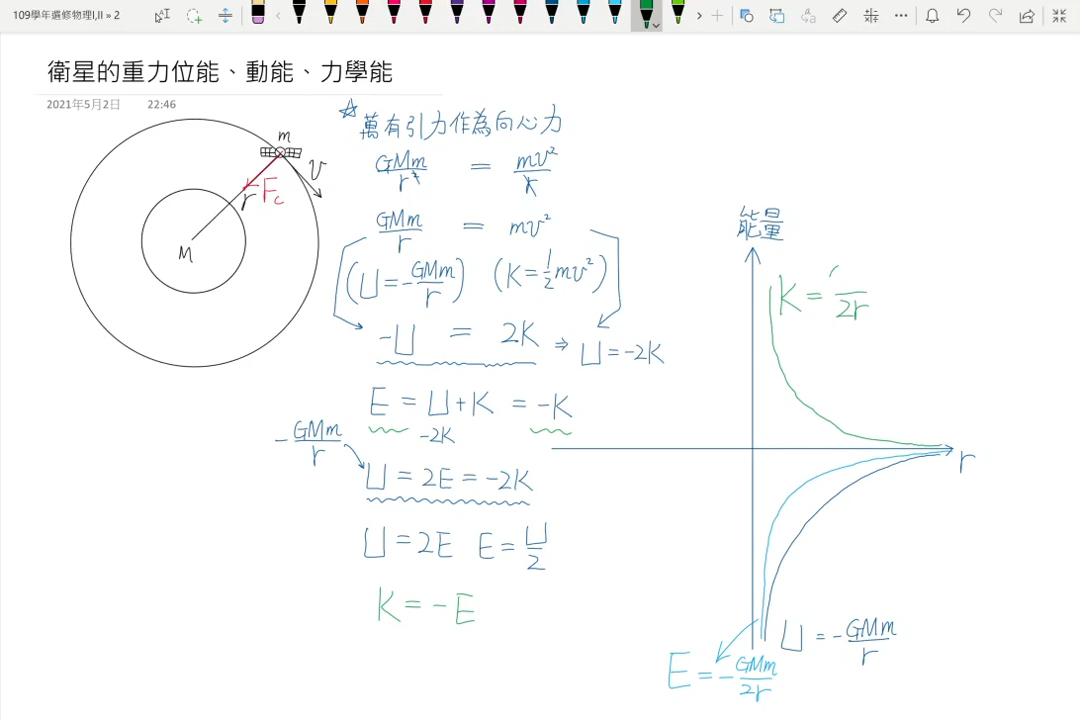 109學年選修物理I,II » 2
衛星的重力位能、動能、力學能
2021年5月2日 22:46
m
v
r Fc
M
☆萬有引力作為向心力
GMm/r² = mv²/r
GMm/r = mv²
(U=-GMm/r) (K=1/2mv²)
-U = 2K ⇒ U=-2K
E = U+K = -K
-2K
-GMm/r
U = 2E = -2K
U = 2E E = U/2
K = -E
能量
K = /2r
r
U = -GMm/r
E = -GMm/2r